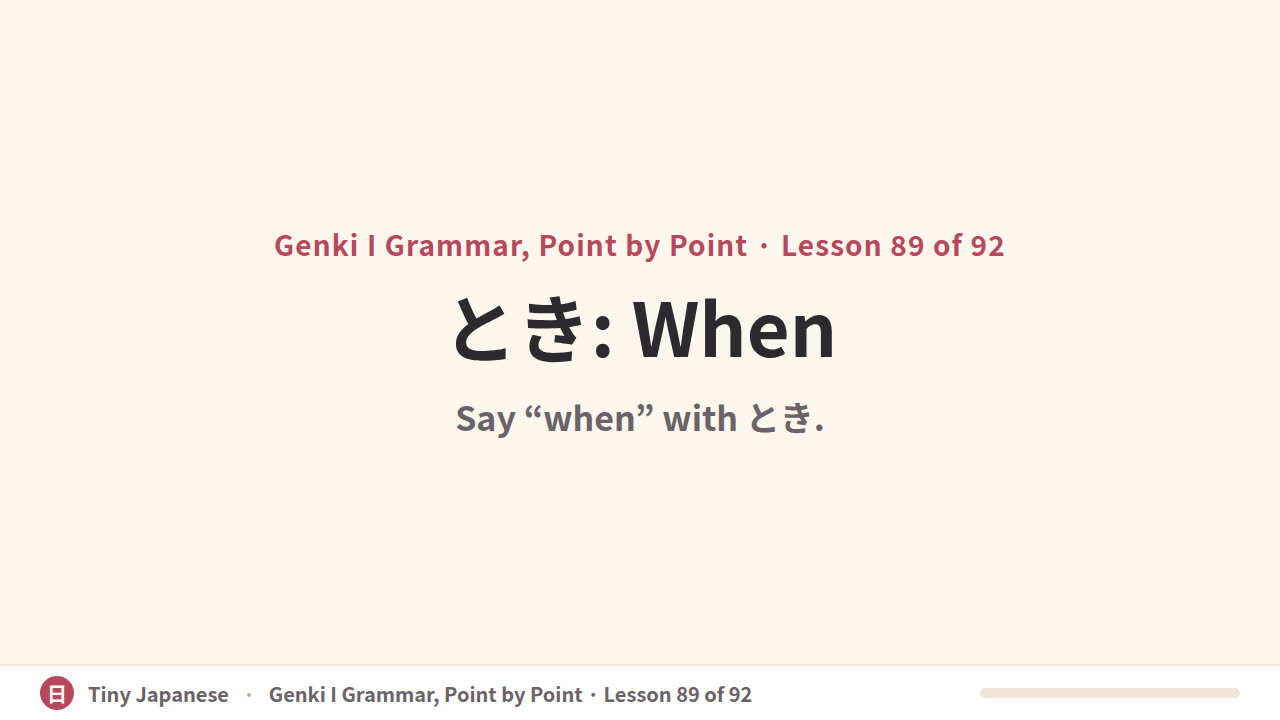 Genki I Grammar, Point by Point · Lesson 89 of 92
とき: When
Say “when” with とき.
日 Tiny Japanese · Genki I Grammar, Point by Point · Lesson 89 of 92